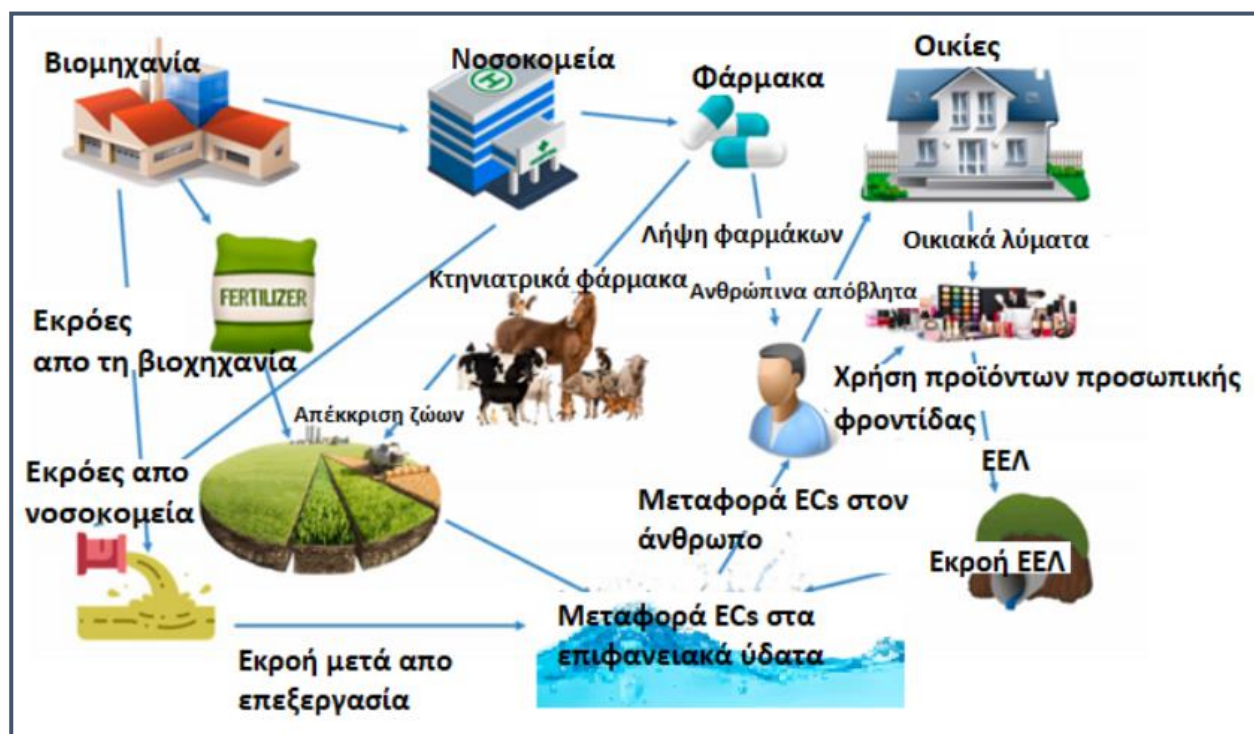 Βιομηχανία
Νοσοκομεία
Φάρμακα
Οικίες
Λήψη φαρμάκων
Οικιακά λύματα
Κτηνιατρικά φάρμακα
Ανθρώπινα απόβλητα
FERTILIZER
Εκρόες
απο τη βιοχηχανία
Χρήση προϊόντων προσωπικής
φροντίδας
Απέκκριση ζώων
Εκρόες απο
νοσοκομεία
ΕΕΛ
Μεταφορά ECs στον
άνθρωπο
Εκροή ΕΕΛ
Μεταφορά ECs στα
επιφανειακά ύδατα
Εκροή μετά απο
επεξεργασία
H